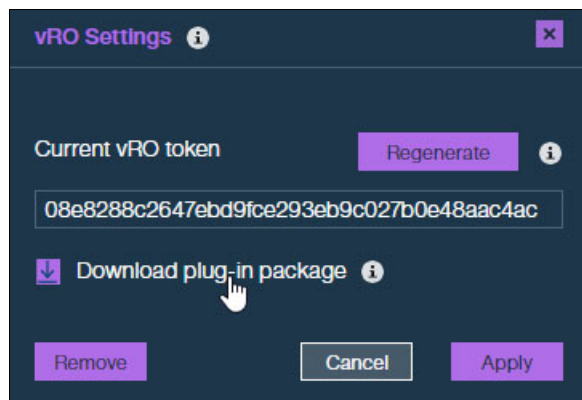 vRO Settings
Current vRO token
Regenerate
08e8288c2647ebd9fce293eb9c027b0e48aac4ac
Download plug-in package
Remove
Cancel
Apply